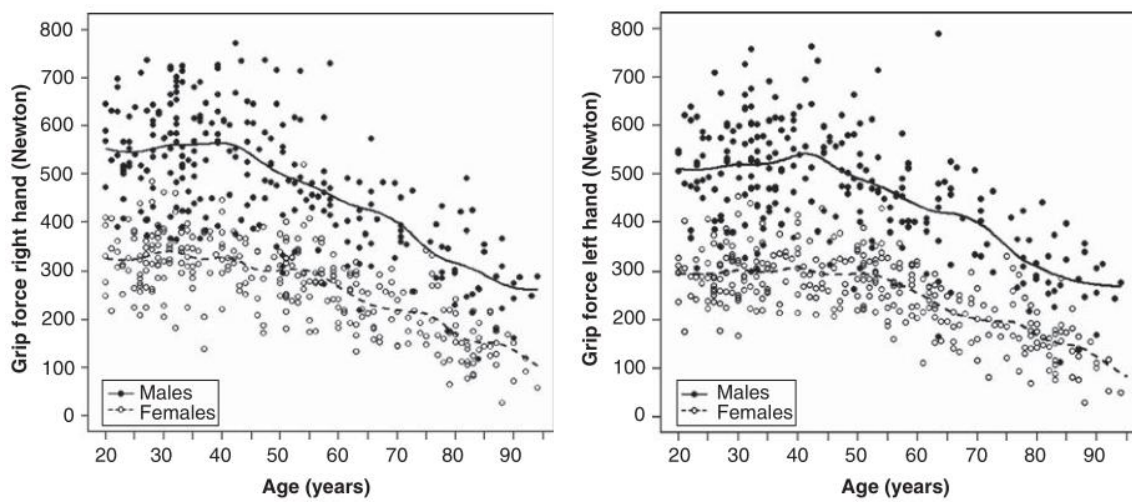 800
700
600
500
400
300
200
100
0
Grip force right hand (Newton)
Males
Females
20 30 40 50 60 70 80 90
Age (years)
800
700
600
500
400
300
200
100
0
Grip force left hand (Newton)
Males
Females
20 30 40 50 60 70 80 90
Age (years)